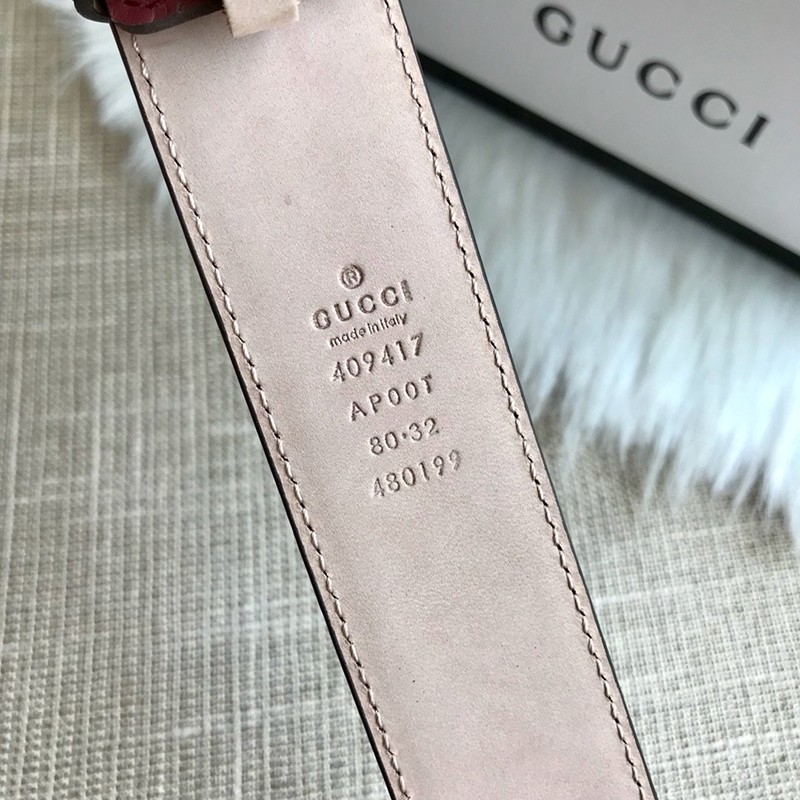 GUCCI
®
GUCCI
made in italy
409417
AP00T
80·32
480199